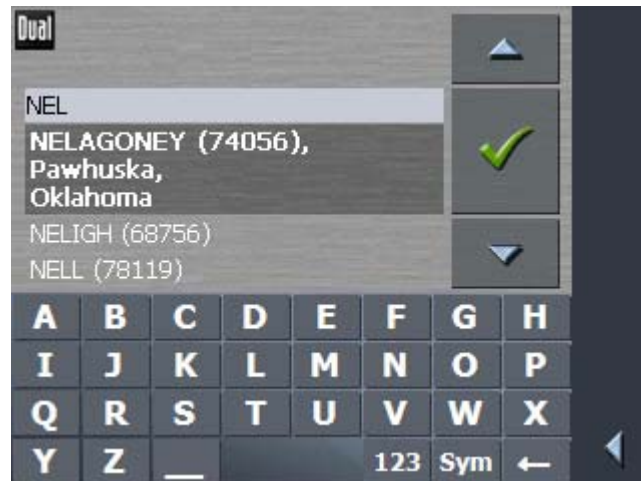 Dual
NEL
NELAGONEY (74056),
Pawhuska,
Oklahoma
NELIGH (68756)
NELL (78119)
A B C D E F G H
I J K L M N O P
Q R S T U V W X
Y Z _ 123 Sym ←